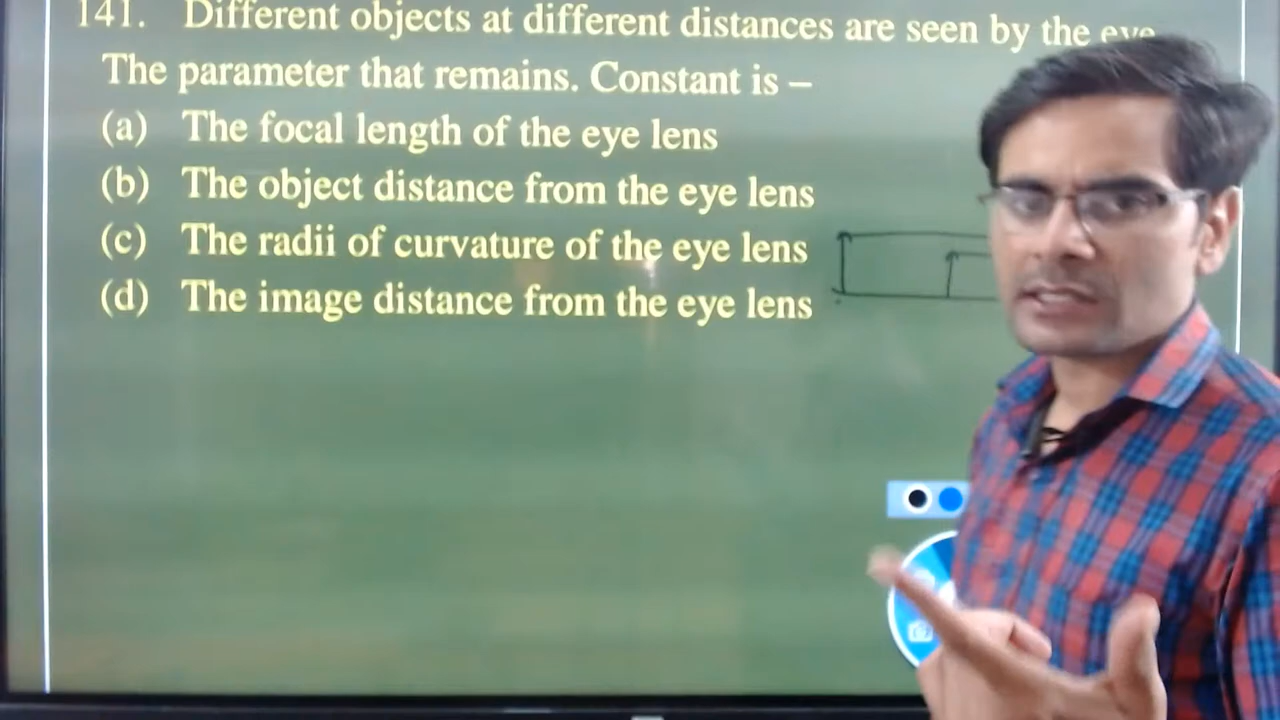 141. Different objects at different distances are seen by the eye
The parameter that remains. Constant is –
(a) The focal length of the eye lens
(b) The object distance from the eye lens
(c) The radii of curvature of the eye lens
(d) The image distance from the eye lens